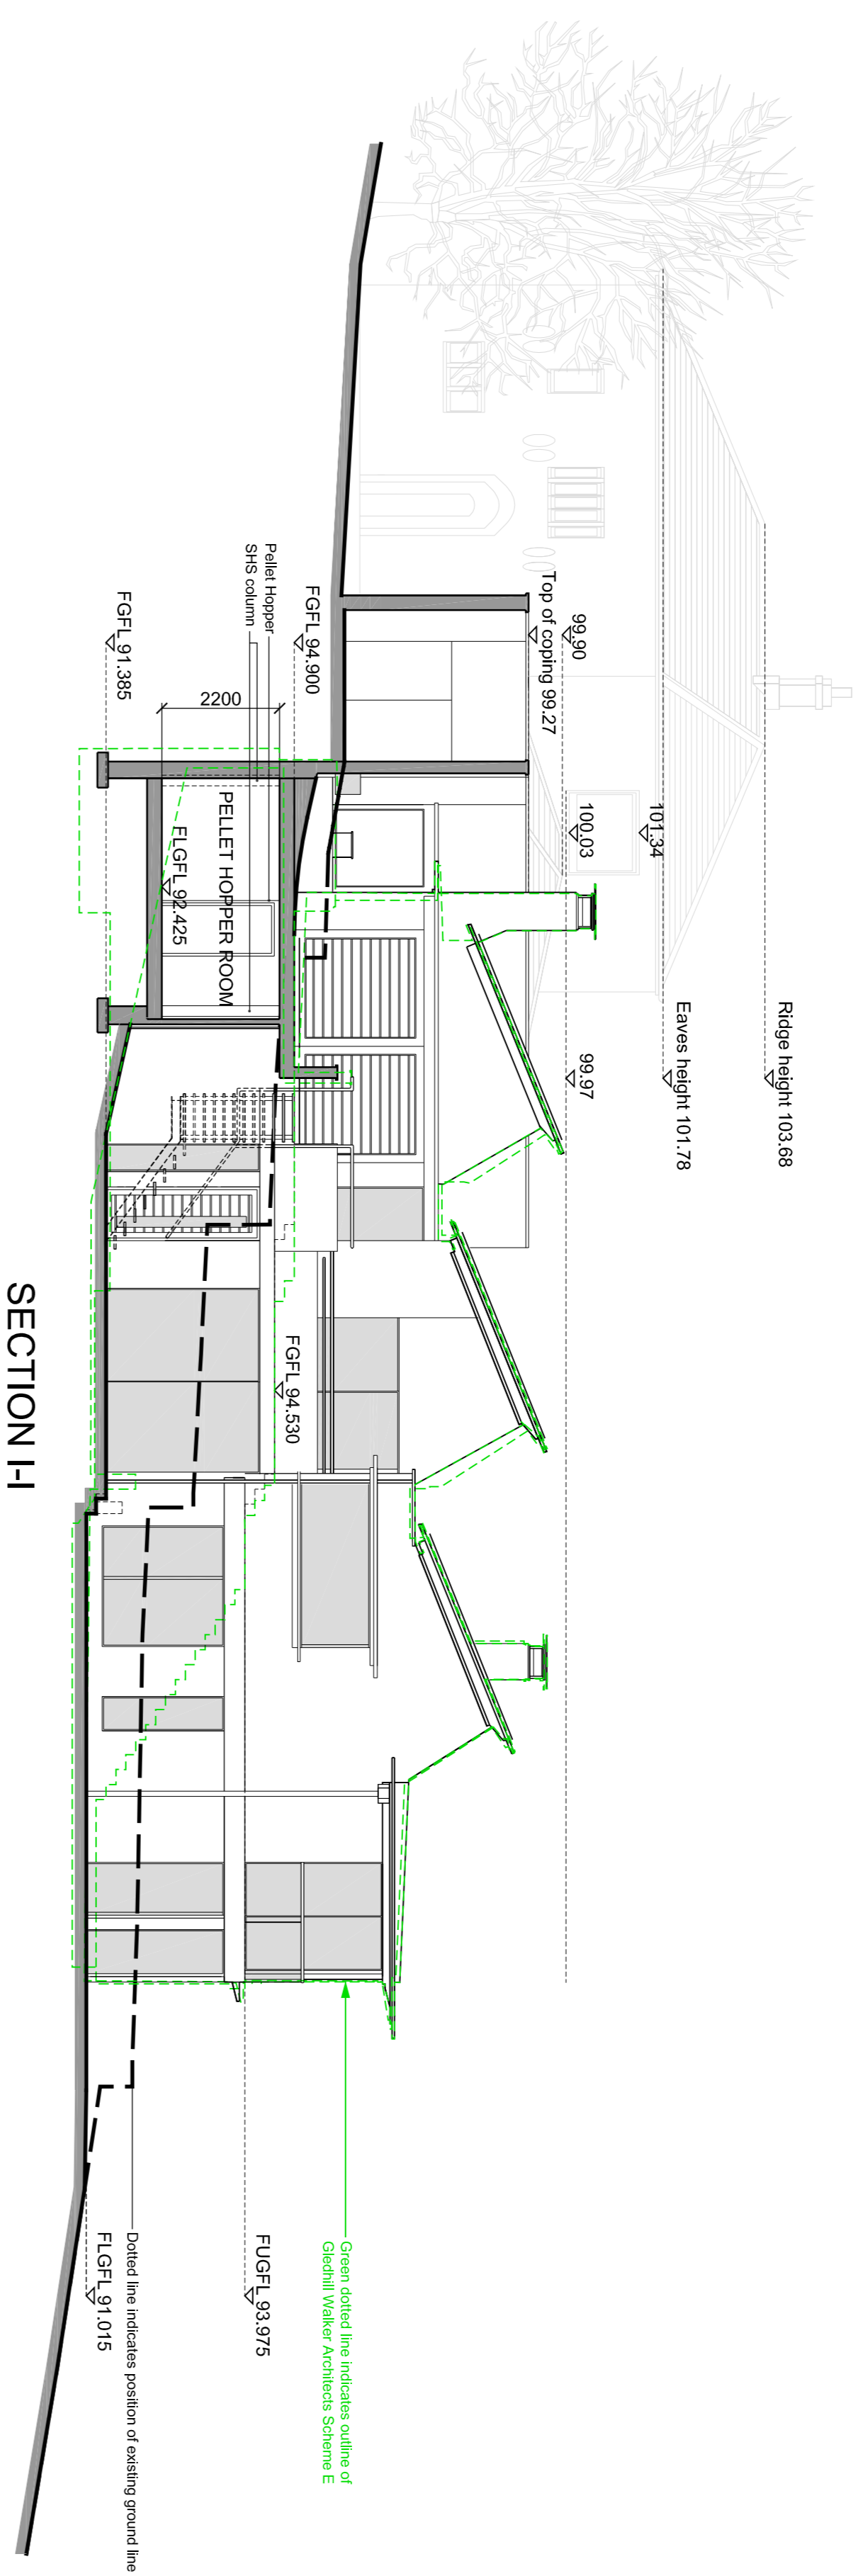 Ridge height 103.68
Eaves height 101.78
101.34
99.90
100.03
99.97
Top of coping 99.27
FGFL 94.900
Pellet Hopper
SHS column
FGFL 91.385
2200
PELLET HOPPER ROOM
FLGFL 92.425
FGFL 94.530
Green dotted line indicates outline of
Gledhill Walker Architects Scheme E
FUGFL 93.975
Dotted line indicates position of existing ground line
FLGFL 91.015
SECTION I-I